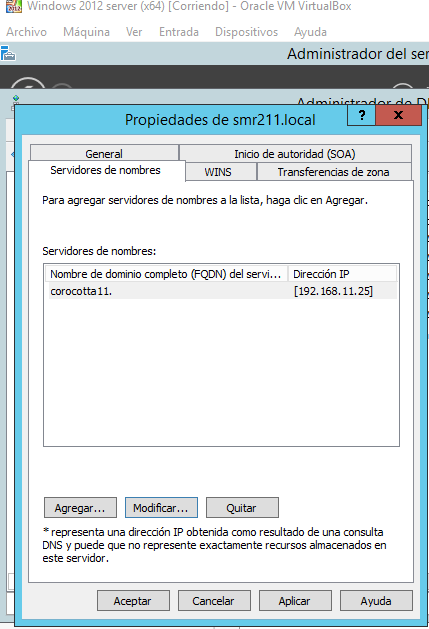 Windows 2012 server (x64) [Corriendo] - Oracle VM VirtualBox
Archivo Máquina Ver Entrada Dispositivos Ayuda
Administrador del ser
Administrador de D
Propiedades de smr211.local ? x
General Inicio de autoridad (SOA)
Servidores de nombres WINS Transferencias de zona
Para agregar servidores de nombres a la lista, haga clic en Agregar.
Servidores de nombres:
Nombre de dominio completo (FQDN) del servi... Dirección IP
corocotta11. [192.168.11.25]
Agregar... Modificar... Quitar
* representa una dirección IP obtenida como resultado de una consulta
DNS y puede que no represente exactamente recursos almacenados en
este servidor.
Aceptar Cancelar Aplicar Ayuda